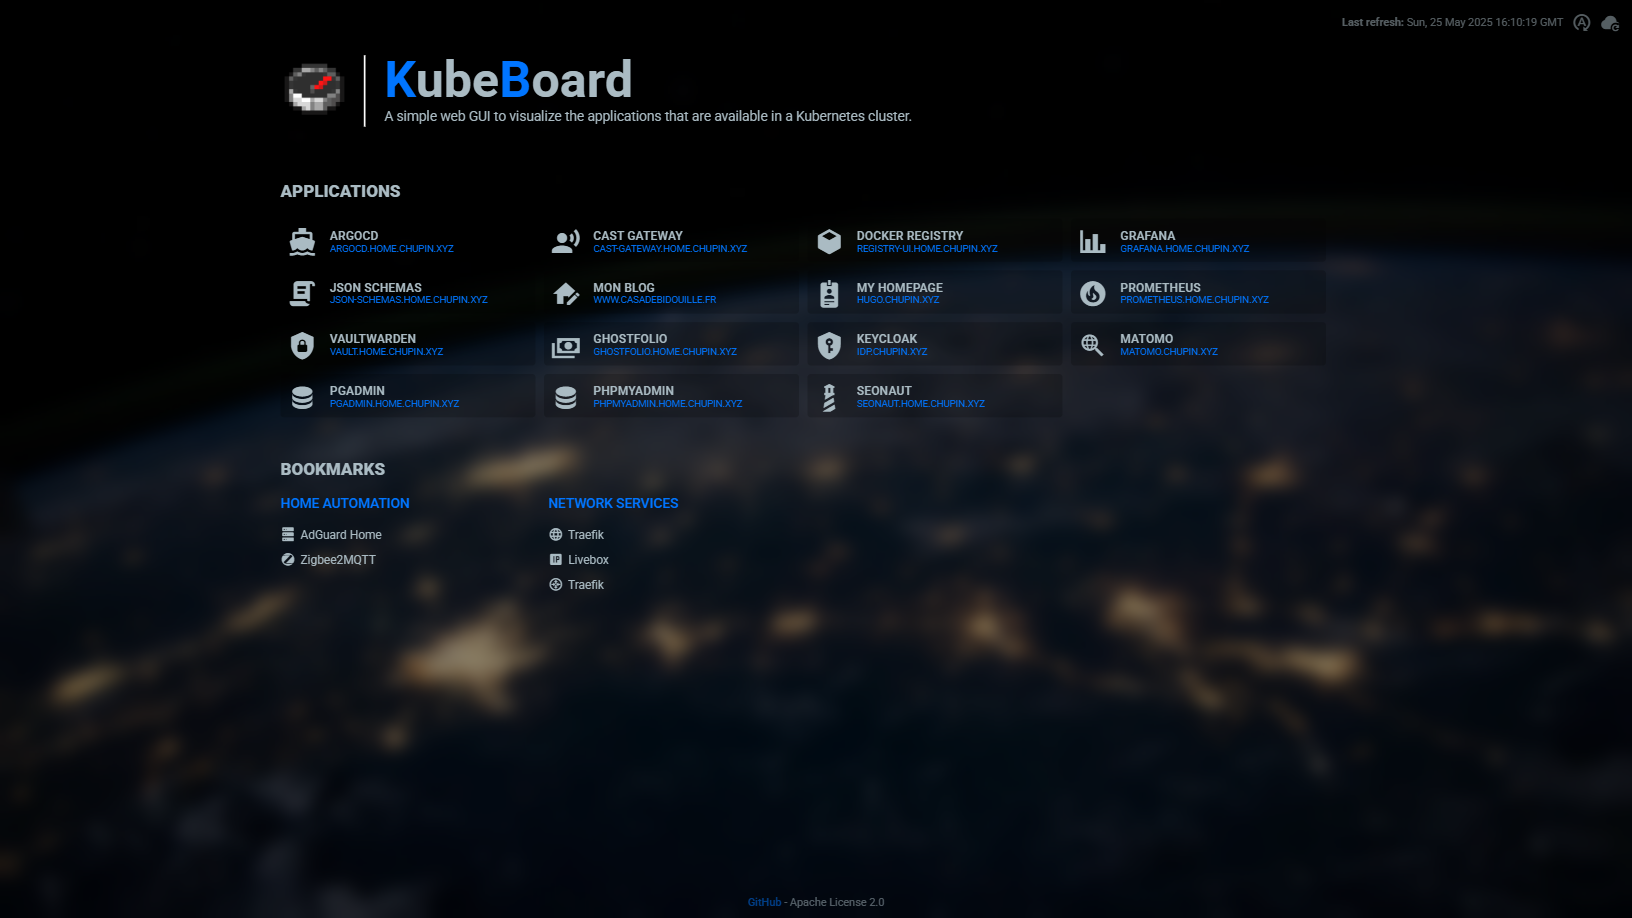 Last refresh: Sun, 25 May 2025 16:10:19 GMT
KubeBoard
A simple web GUI to visualize the applications that are available in a Kubernetes cluster.
APPLICATIONS
ARGOCD
ARGOCD.HOME.CHUPIN.XYZ
CAST GATEWAY
CAST-GATEWAY.HOME.CHUPIN.XYZ
DOCKER REGISTRY
REGISTRY-UI.HOME.CHUPIN.XYZ
GRAFANA
GRAFANA.HOME.CHUPIN.XYZ
JSON SCHEMAS
JSON-SCHEMAS.HOME.CHUPIN.XYZ
MON BLOG
WWW.CASADEBIDOUILLE.FR
MY HOMEPAGE
HUGO.CHUPIN.XYZ
PROMETHEUS
PROMETHEUS.HOME.CHUPIN.XYZ
VAULTWARDEN
VAULT.HOME.CHUPIN.XYZ
GHOSTFOLIO
GHOSTFOLIO.HOME.CHUPIN.XYZ
KEYCLOAK
IDP.CHUPIN.XYZ
MATOMO
MATOMO.CHUPIN.XYZ
PGADMIN
PGADMIN.HOME.CHUPIN.XYZ
PHPMYADMIN
PHPMYADMIN.HOME.CHUPIN.XYZ
SEONAUT
SEONAUT.HOME.CHUPIN.XYZ
BOOKMARKS
HOME AUTOMATION
AdGuard Home
Zigbee2MQTT
NETWORK SERVICES
Traefik
Livebox
Traefik
GitHub - Apache License 2.0